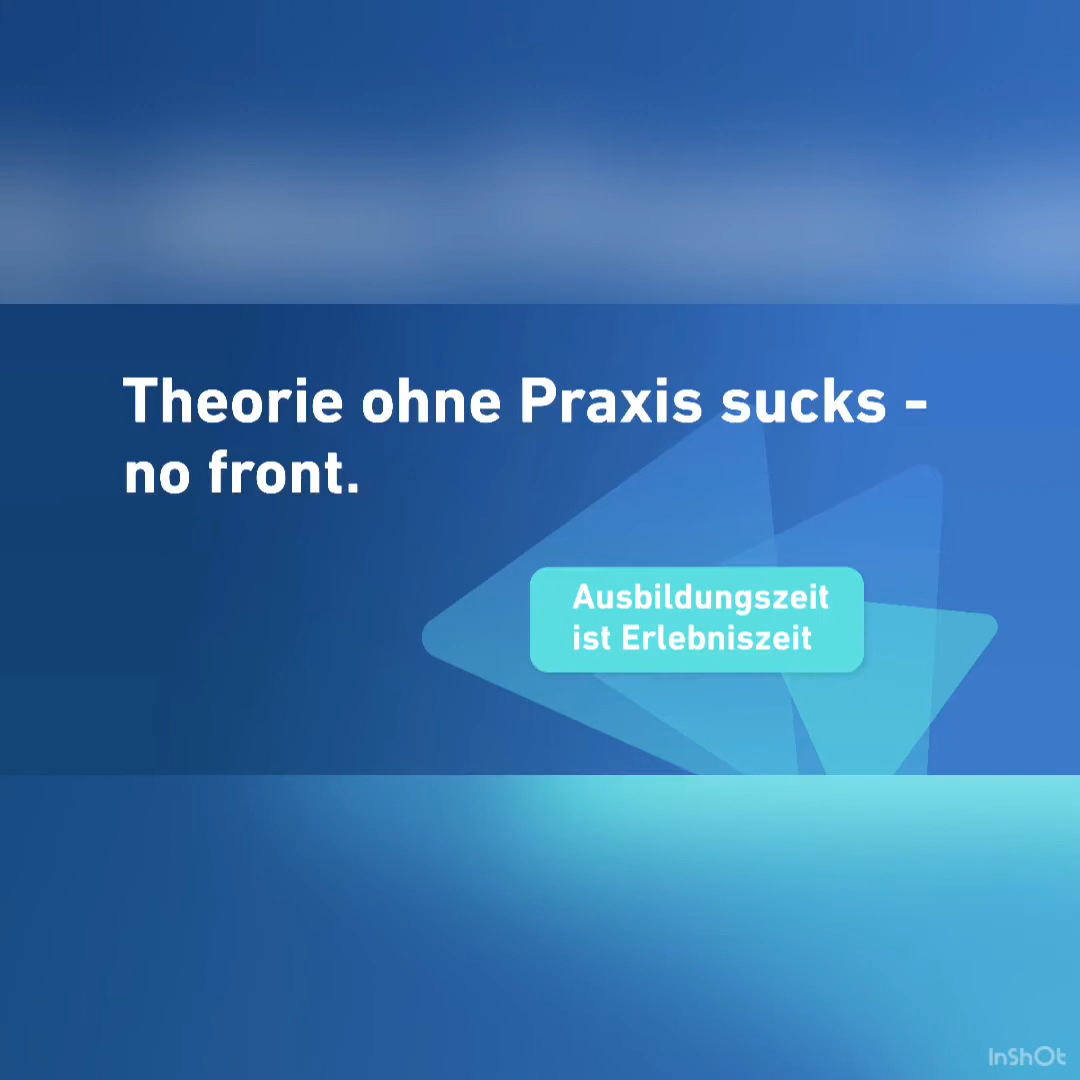 Theorie ohne Praxis sucks -
no front.
Ausbildungszeit
ist Erlebniszeit
InShOt